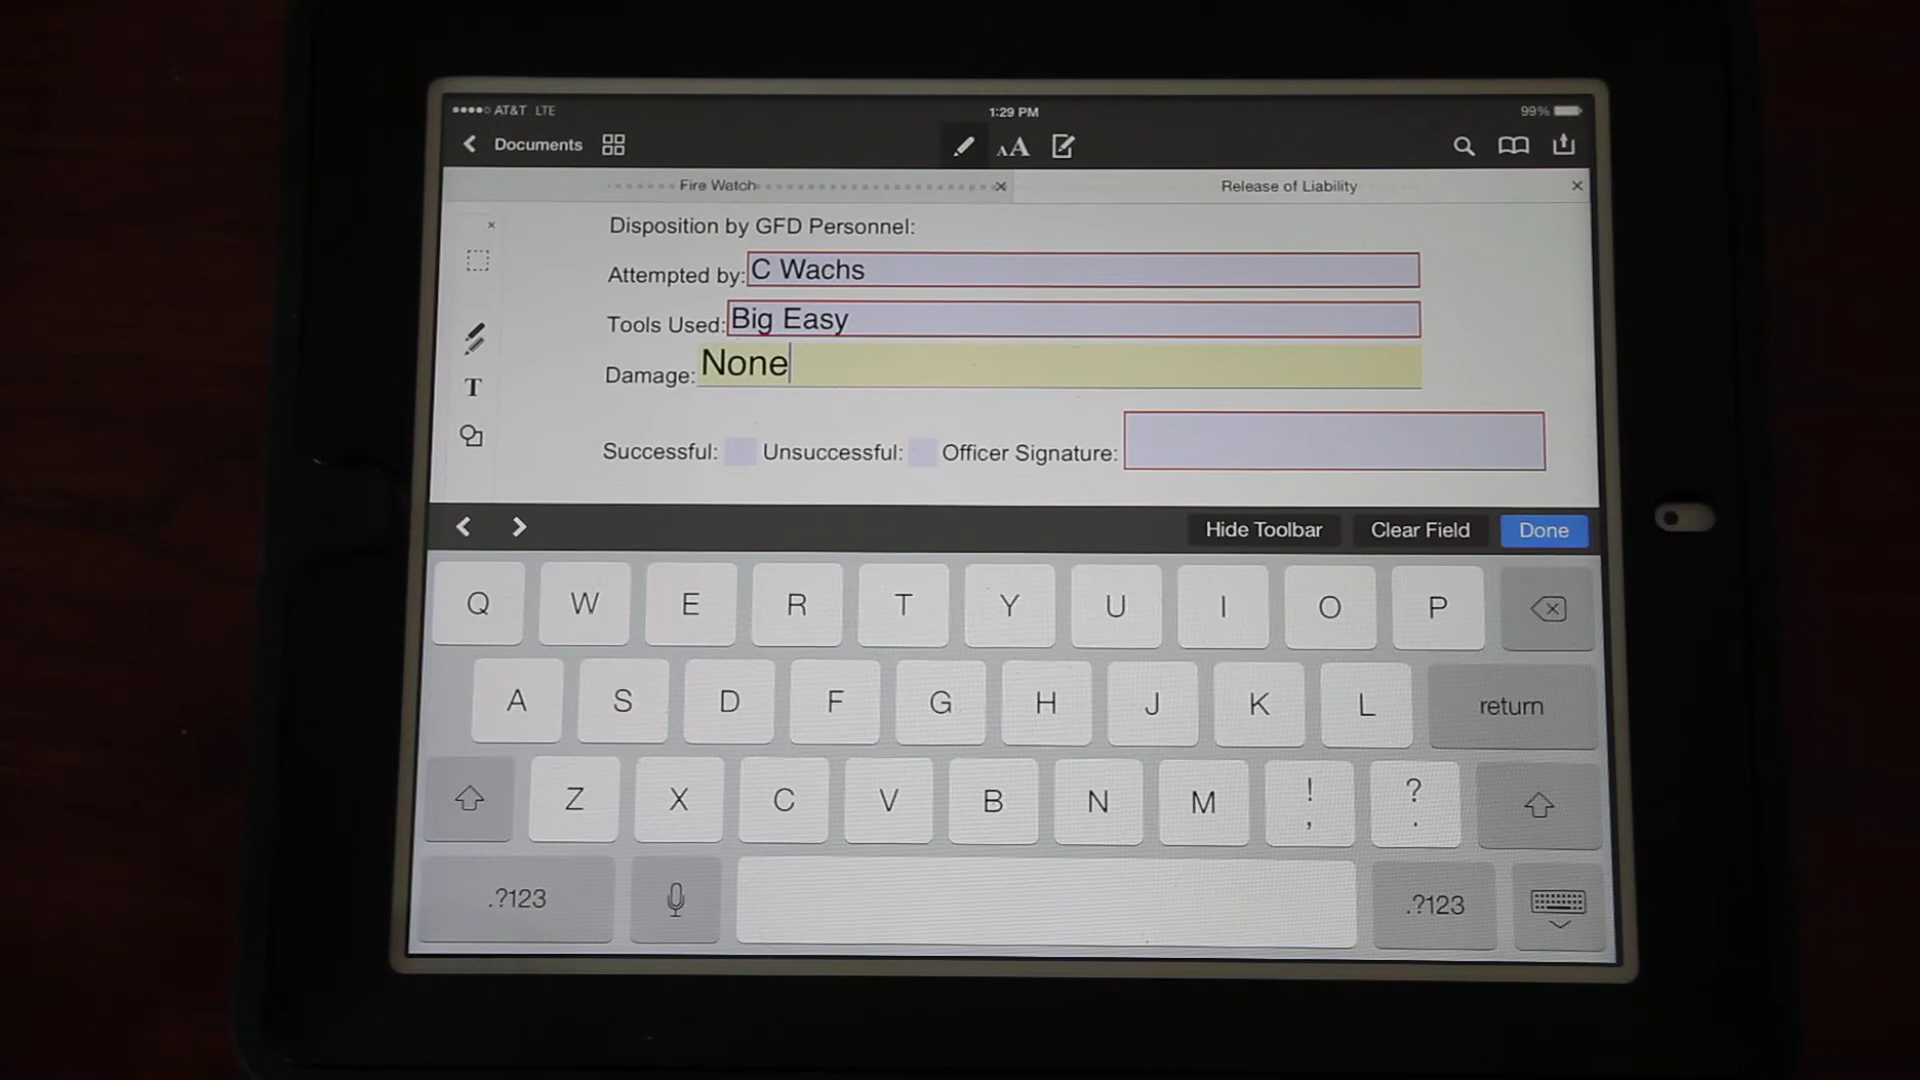 AT&T LTE 1:29 PM 99%
Documents AA
Fire Watch Release of Liability
Disposition by GFD Personnel:
Attempted by: C Wachs
Tools Used: Big Easy
T Damage: None
Successful: Unsuccessful: Officer Signature:
Hide Toolbar Clear Field Done
Q W E R T Y U I O P
A S D F G H J K L return
Z X C V B N M ! , ? .
.?123 .?123